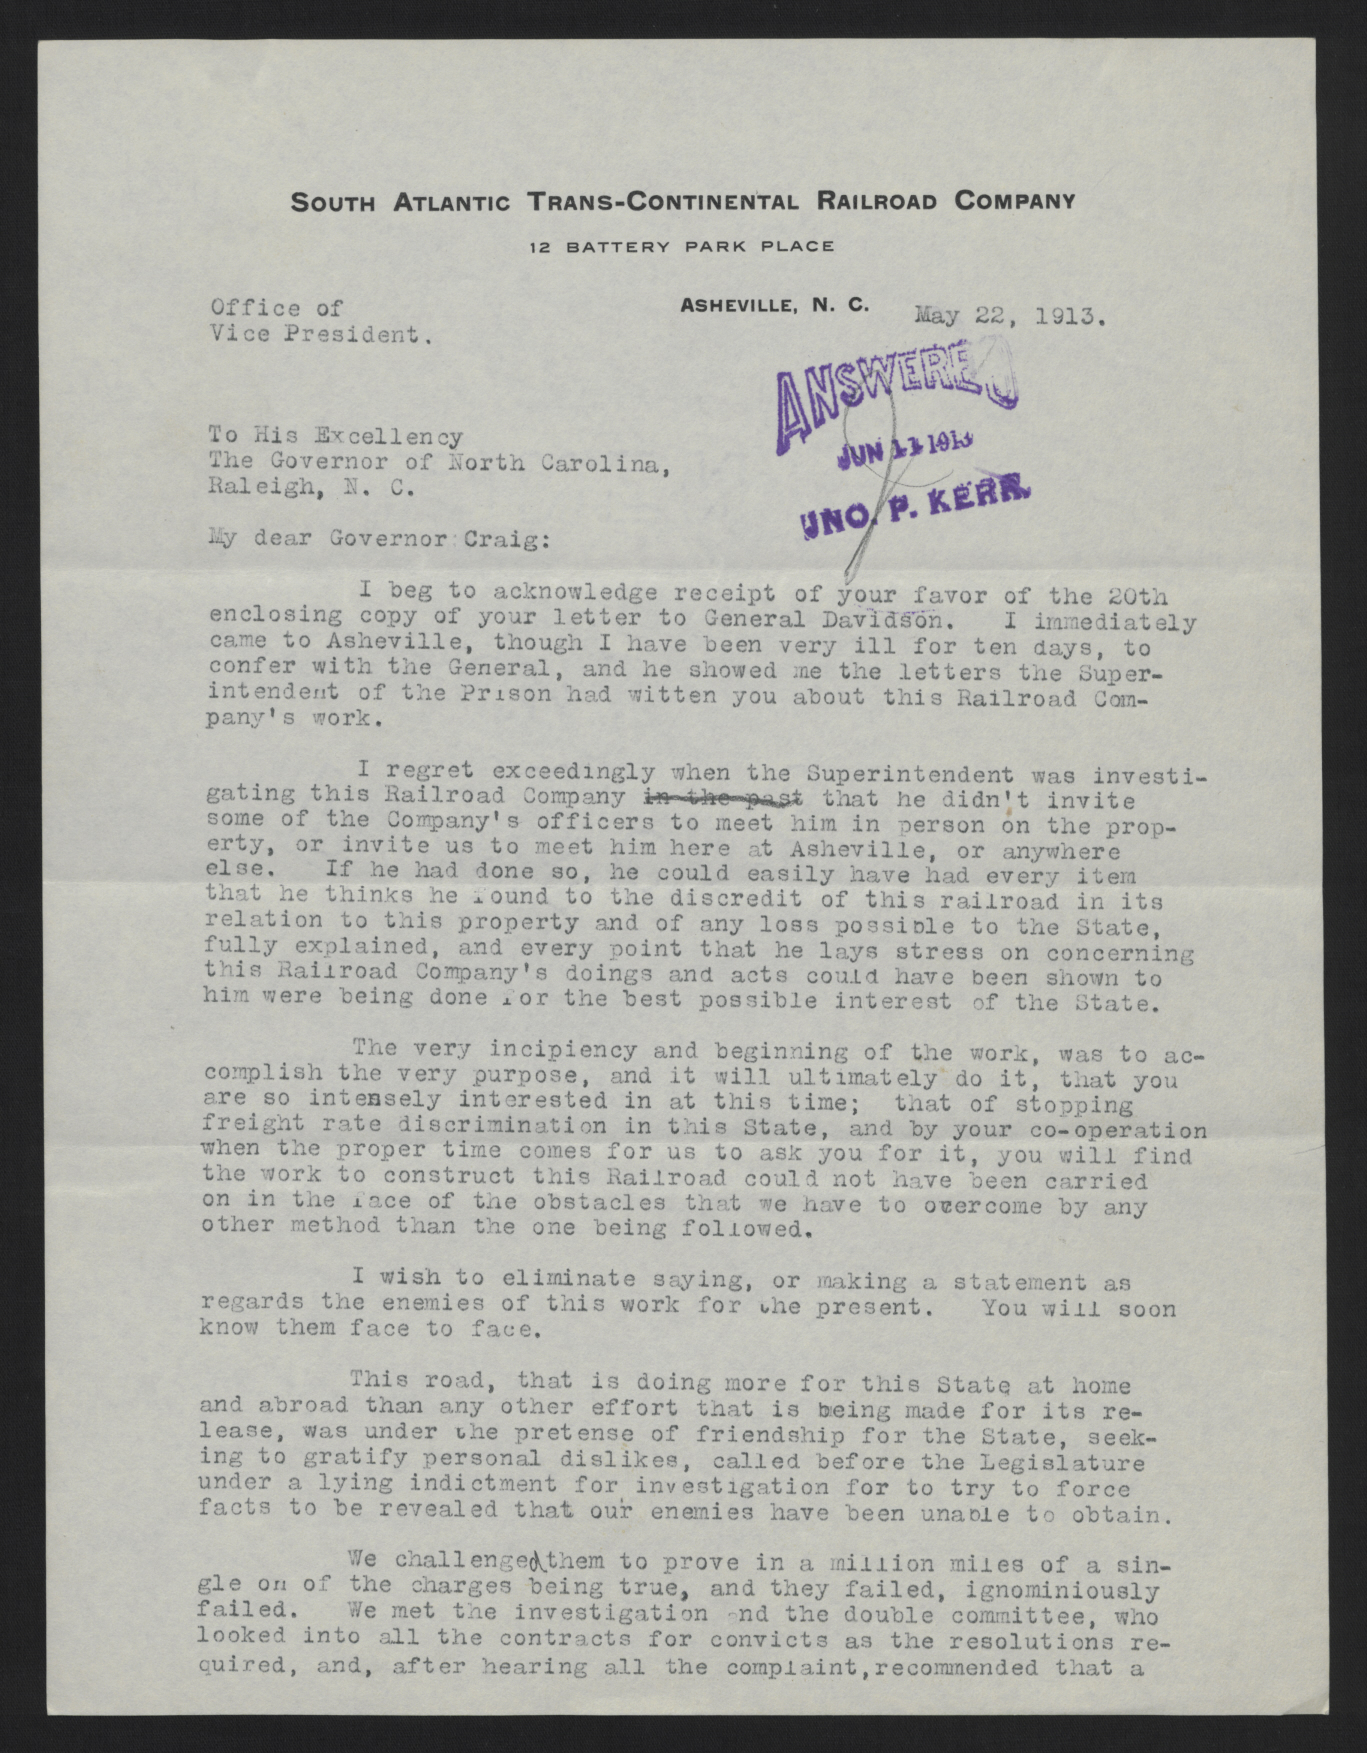 SOUTH ATLANTIC TRANS-CONTINENTAL RAILROAD COMPANY
12 BATTERY PARK PLACE
Office of
Vice President.
ASHEVILLE, N. C. May 22, 1913.
ANSWERED
JUN 11 1913
JNO. P. KERR.
To His Excellency
The Governor of North Carolina,
Raleigh, N. C.
My dear Governor Craig:
I beg to acknowledge receipt of your favor of the 20th
enclosing copy of your letter to General Davidson. I immediately
came to Asheville, though I have been very ill for ten days, to
confer with the General, and he showed me the letters the Super-
intendent of the Prison had witten you about this Railroad Com-
pany's work.
I regret exceedingly when the Superintendent was investi-
gating this Railroad Company in the past that he didn't invite
some of the Company's officers to meet him in person on the prop-
erty, or invite us to meet him here at Asheville, or anywhere
else. If he had done so, he could easily have had every item
that he thinks he found to the discredit of this railroad in its
relation to this property and of any loss possible to the State,
fully explained, and every point that he lays stress on concerning
this Railroad Company's doings and acts could have been shown to
him were being done for the best possible interest of the State.
The very incipiency and beginning of the work, was to ac-
complish the very purpose, and it will ultimately do it, that you
are so intensely interested in at this time; that of stopping
freight rate discrimination in this State, and by your co-operation
when the proper time comes for us to ask you for it, you will find
the work to construct this Railroad could not have been carried
on in the face of the obstacles that we have to overcome by any
other method than the one being followed.
I wish to eliminate saying, or making a statement as
regards the enemies of this work for the present. You will soon
know them face to face.
This road, that is doing more for this State at home
and abroad than any other effort that is being made for its re-
lease, was under the pretense of friendship for the State, seek-
ing to gratify personal dislikes, called before the Legislature
under a lying indictment for investigation for to try to force
facts to be revealed that our enemies have been unable to obtain.
We challenged them to prove in a million miles of a sin-
gle on of the charges being true, and they failed, ignominiously
failed. We met the investigation and the double committee, who
looked into all the contracts for convicts as the resolutions re-
quired, and, after hearing all the complaint, recommended that a